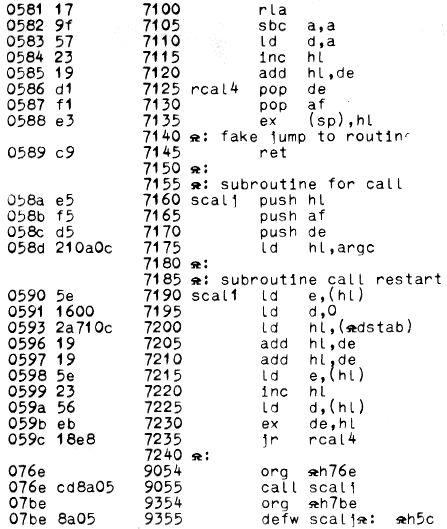 0581 17 7100 rla
0582 9f 7105 sbc a,a
0583 57 7110 ld d,a
0584 23 7115 inc hl
0585 19 7120 add hl,de
0586 d1 7125 rcal4 pop de
0587 f1 7130 pop af
0588 e3 7135 ex (sp),hl
7140 &: fake jump to routine
0589 c9 7145 ret
7150 &:
7155 &: subroutine for call
058a e5 7160 scalj push hl
058b f5 7165 push af
058c d5 7170 push de
058d 210a0c 7175 ld hl,argc
7180 &:
7185 &: subroutine call restart
0590 5e 7190 scal1 ld e,(hl)
0591 1600 7195 ld d,0
0593 2a710c 7200 ld hl,(&dstab)
0596 19 7205 add hl,de
0597 19 7210 add hl,de
0598 5e 7215 ld e,(hl)
0599 23 7220 inc hl
059a 56 7225 ld d,(hl)
059b eb 7230 ex de,hl
059c 18e8 7235 jr rcal4
7240 &:
076e 9054 org &h76e
076e cd8a05 9055 call scalj
07be 9354 org &h7be
07be 8a05 9355 defw scalj&: &h5c